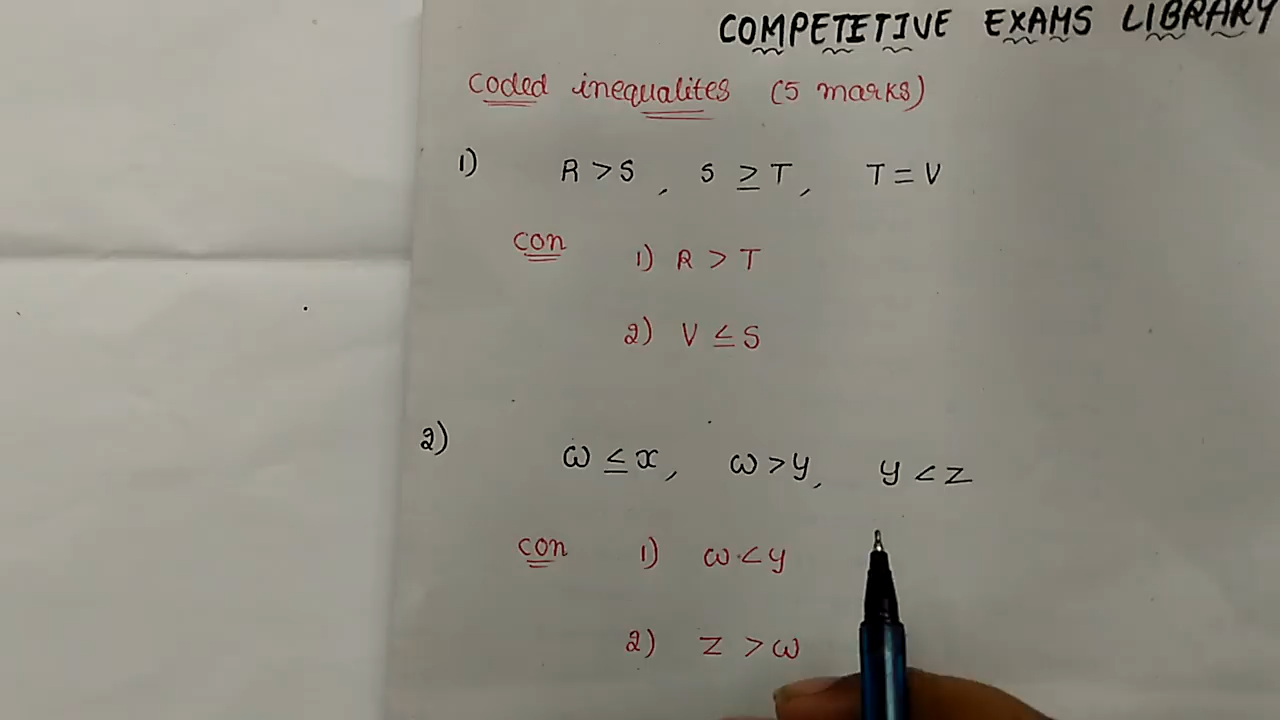 COMPETETIVE EXAMS LIBRARY
Coded inequalites (5 marks)
1) R > S , S ≥ T , T = V
Con 1) R > T
2) V ≤ S
2) ω ≤ x , ω > y , y < z
Con 1) ω < y
2) z > ω